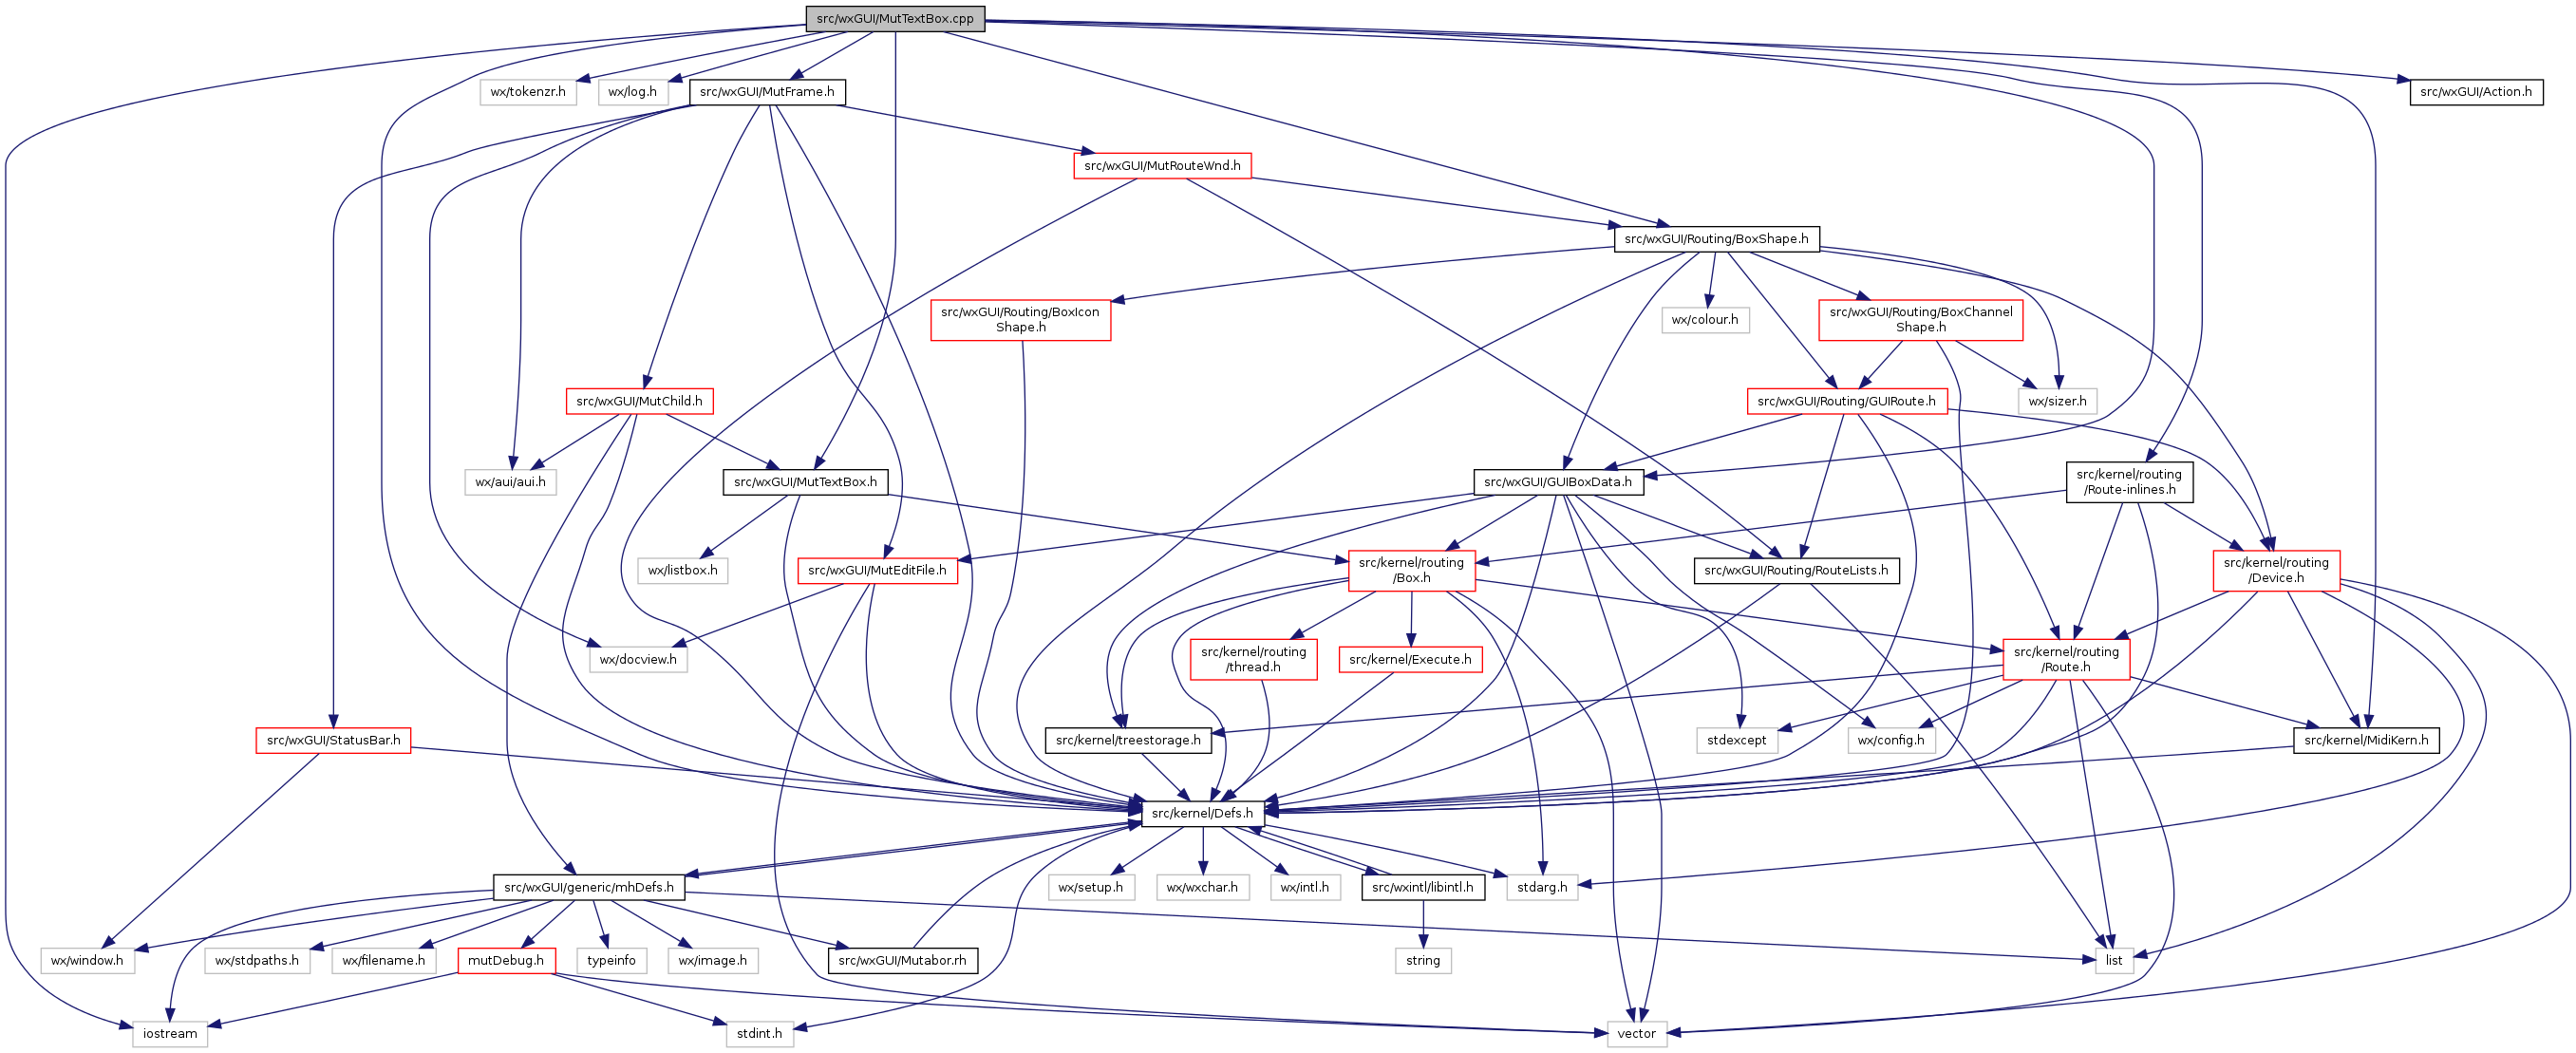 src/wxGUI/MutTextBox.cpp
wx/tokenzr.h
wx/log.h
src/wxGUI/MutFrame.h
src/wxGUI/Action.h
src/wxGUI/MutRouteWnd.h
src/wxGUI/Routing/BoxShape.h
src/wxGUI/Routing/BoxIcon
Shape.h
wx/colour.h
src/wxGUI/Routing/BoxChannel
Shape.h
src/wxGUI/MutChild.h
src/wxGUI/Routing/GUIRoute.h
wx/sizer.h
wx/aui/aui.h
src/wxGUI/MutTextBox.h
src/wxGUI/GUIBoxData.h
src/kernel/routing
/Route-inlines.h
wx/listbox.h
src/wxGUI/MutEditFile.h
src/kernel/routing
/Box.h
src/wxGUI/Routing/RouteLists.h
src/kernel/routing
/Device.h
wx/docview.h
src/kernel/routing
/thread.h
src/kernel/Execute.h
src/kernel/routing
/Route.h
src/wxGUI/StatusBar.h
src/kernel/treestorage.h
stdexcept
wx/config.h
src/kernel/MidiKern.h
src/kernel/Defs.h
src/wxGUI/generic/mhDefs.h
wx/setup.h
wx/wxchar.h
wx/intl.h
src/wxintl/libintl.h
stdarg.h
wx/window.h
wx/stdpaths.h
wx/filename.h
mutDebug.h
typeinfo
wx/image.h
src/wxGUI/Mutabor.rh
string
list
iostream
stdint.h
vector